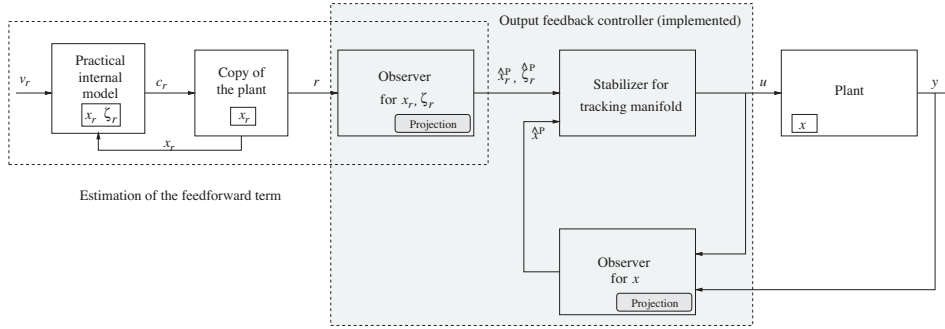 Output feedback controller (implemented)
v_r
Practical
internal
model
x_r ζ_r
c_r
Copy of
the plant
x_r
r
Observer
for x_r, ζ_r
Projection
x̂_r^P, ζ̂_r^P
Stabilizer for
tracking manifold
u
Plant
x
y
x_r
x̂^P
Estimation of the feedforward term
Observer
for x
Projection